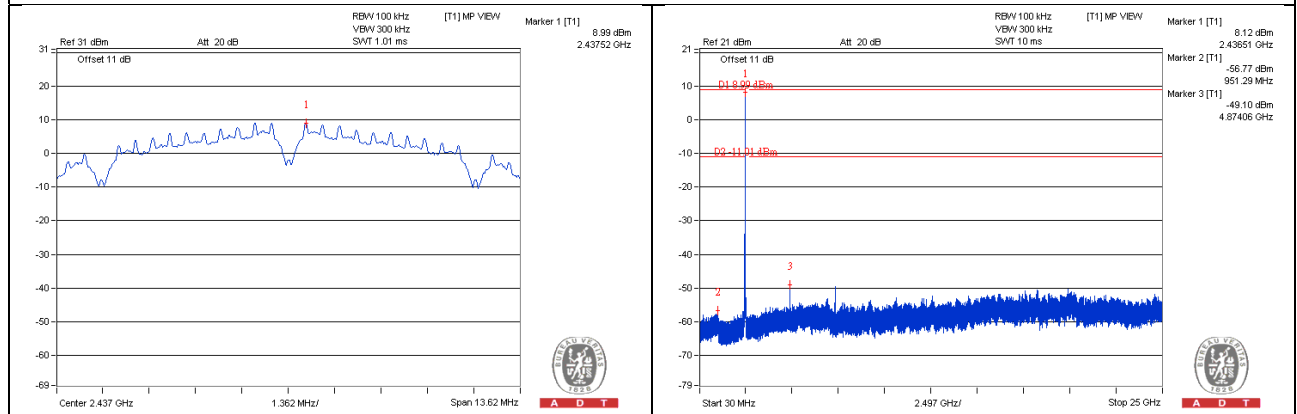 RBW 100 kHz [T1] MP VIEW
VBW 300 kHz
Ref 31 dBm Att 20 dB SWT 1.01 ms
Marker 1 [T1]
8.99 dBm
2.43752 GHz
31
Offset 11 dB
20
1
10
0
-10
-20
-30
-40
-50
-60
-69
Center 2.437 GHz 1.362 MHz/ Span 13.62 MHz
BUREAU VERITAS
1828
A D T
RBW 100 kHz [T1] MP VIEW
VBW 300 kHz
Ref 21 dBm Att 20 dB SWT 10 ms
Marker 1 [T1]
8.12 dBm
2.43651 GHz
Marker 2 [T1]
-56.77 dBm
951.29 MHz
Marker 3 [T1]
-49.10 dBm
4.87406 GHz
21
Offset 11 dB
1
D1 8.99 dBm
10
0
D2 -11.01 dBm
-10
-20
-30
-40
3
2
-50
-60
-70
-79
Start 30 MHz 2.497 GHz/ Stop 25 GHz
BUREAU VERITAS
1828
A D T